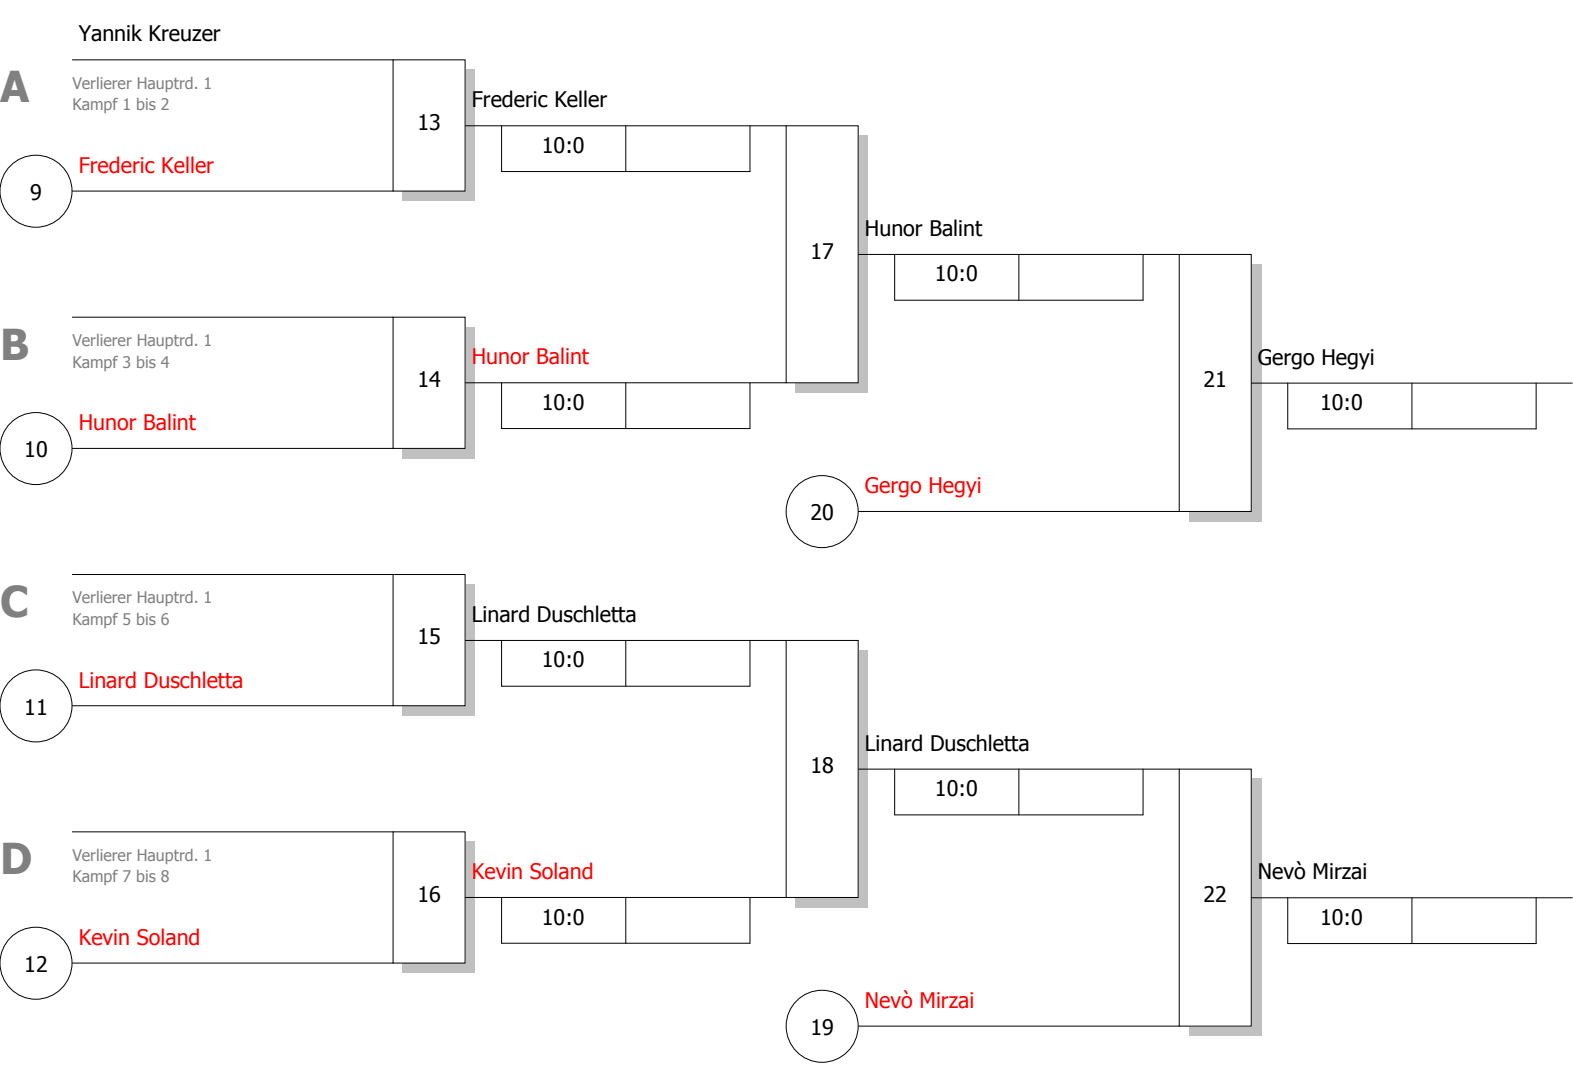 Yannik Kreuzer
A
Verlierer Hauptrd. 1
Kampf 1 bis 2
13
Frederic Keller
10:0
9
Frederic Keller
17
Hunor Balint
10:0
B
Verlierer Hauptrd. 1
Kampf 3 bis 4
14
Hunor Balint
10:0
10
Hunor Balint
21
Gergo Hegyi
10:0
20
Gergo Hegyi
C
Verlierer Hauptrd. 1
Kampf 5 bis 6
15
Linard Duschletta
10:0
11
Linard Duschletta
18
Linard Duschletta
10:0
D
Verlierer Hauptrd. 1
Kampf 7 bis 8
16
Kevin Soland
10:0
12
Kevin Soland
22
Nevò Mirzai
10:0
19
Nevò Mirzai